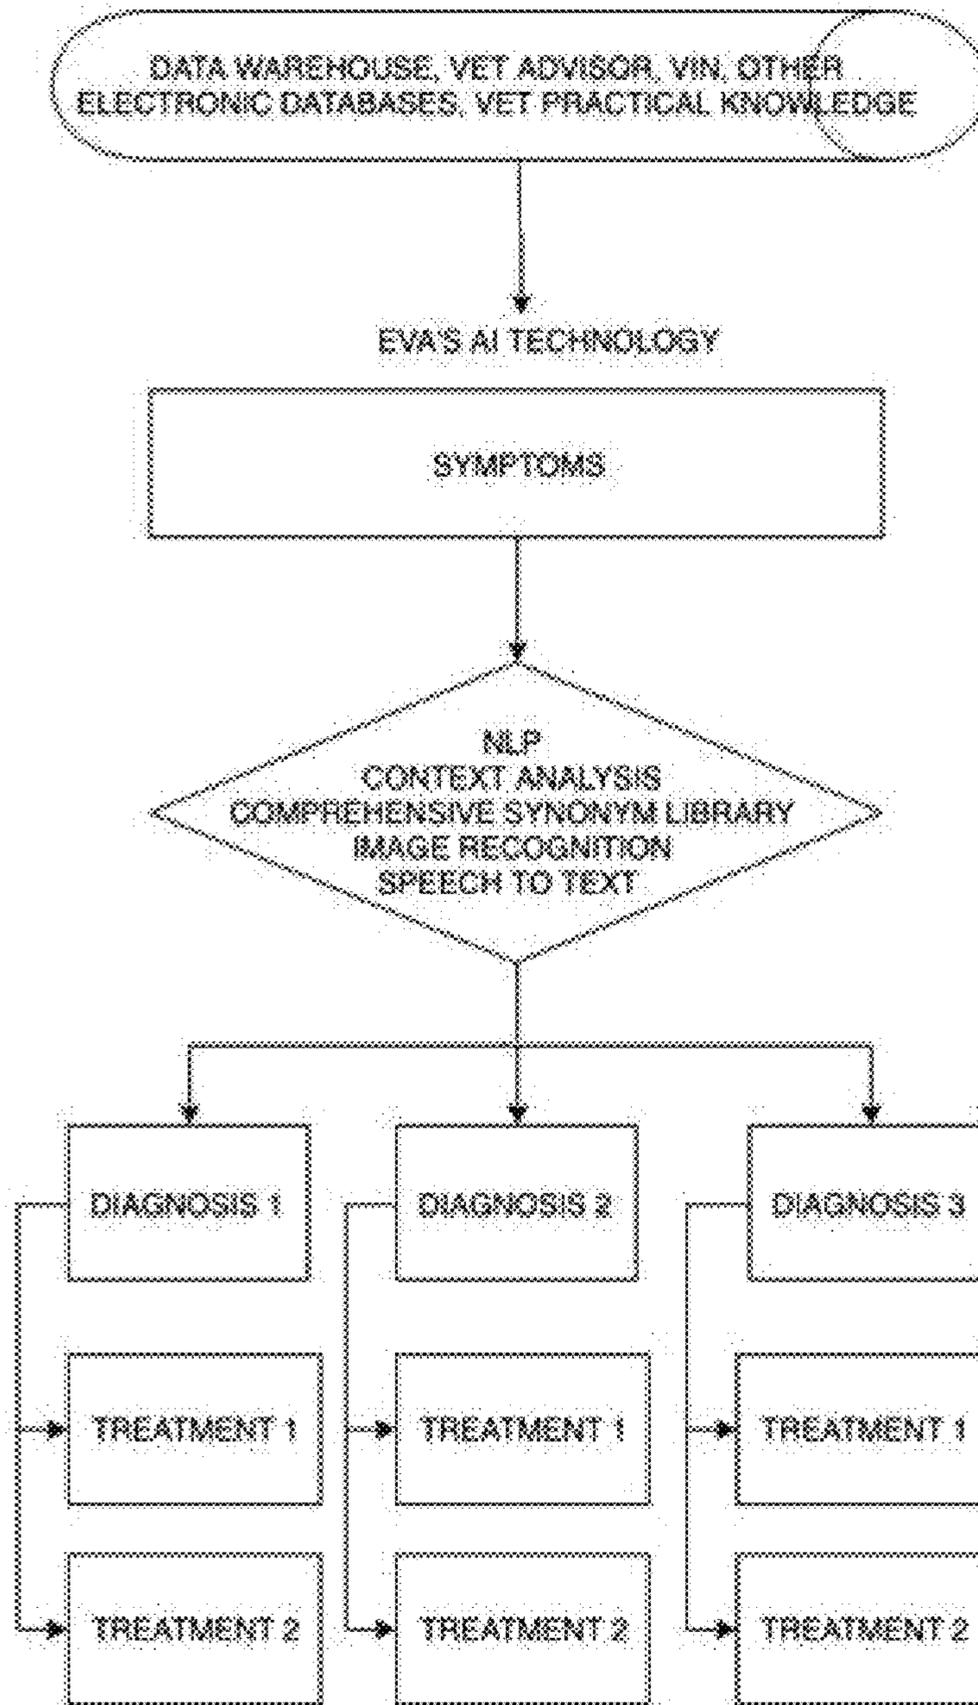 DATA WAREHOUSE, VET ADVISOR, VIN, OTHER
ELECTRONIC DATABASES, VET PRACTICAL KNOWLEDGE
EVA'S AI TECHNOLOGY
SYMPTOMS
NLP
CONTEXT ANALYSIS
COMPREHENSIVE SYNONYM LIBRARY
IMAGE RECOGNITION
SPEECH TO TEXT
DIAGNOSIS 1
DIAGNOSIS 2
DIAGNOSIS 3
TREATMENT 1
TREATMENT 1
TREATMENT 1
TREATMENT 2
TREATMENT 2
TREATMENT 2